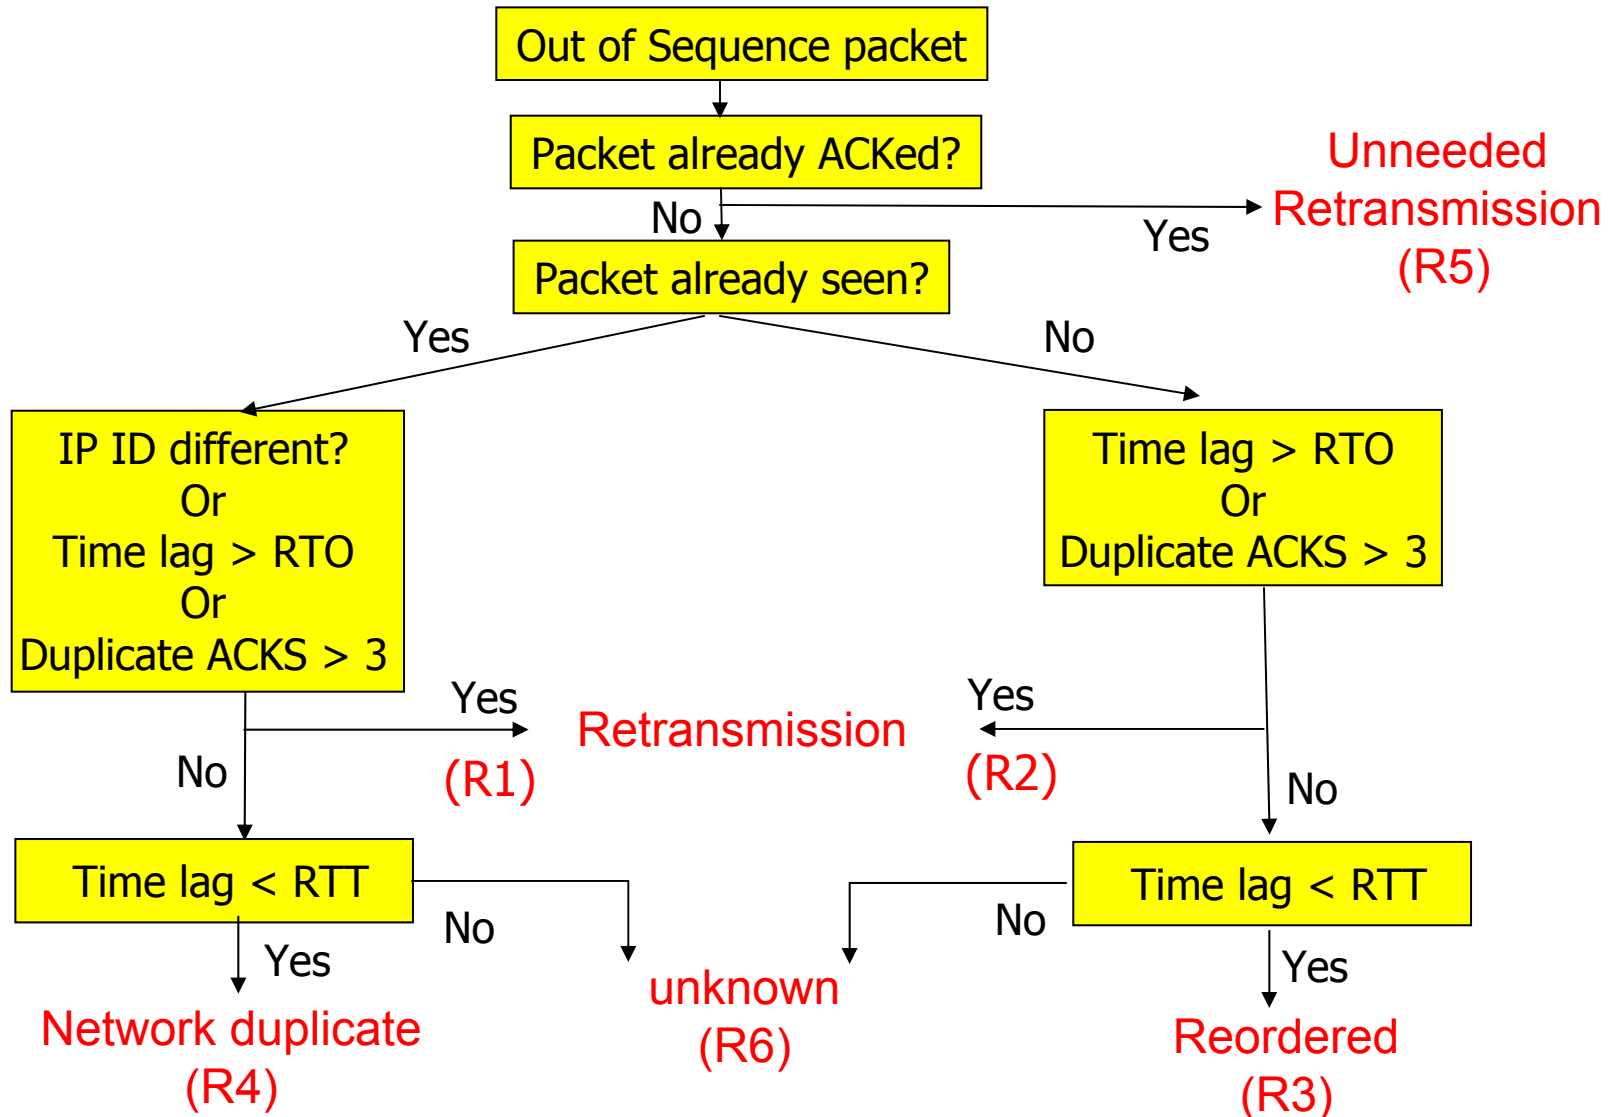 Out of Sequence packet
Packet already ACKed?
Unneeded
Retransmission
(R5)
No
Yes
Packet already seen?
Yes
No
IP ID different?
Or
Time lag > RTO
Or
Duplicate ACKS > 3
Time lag > RTO
Or
Duplicate ACKS > 3
Yes
Retransmission
Yes
(R1)
(R2)
No
No
Time lag < RTT
Time lag < RTT
No
No
Yes
Yes
Network duplicate
(R4)
unknown
(R6)
Reordered
(R3)